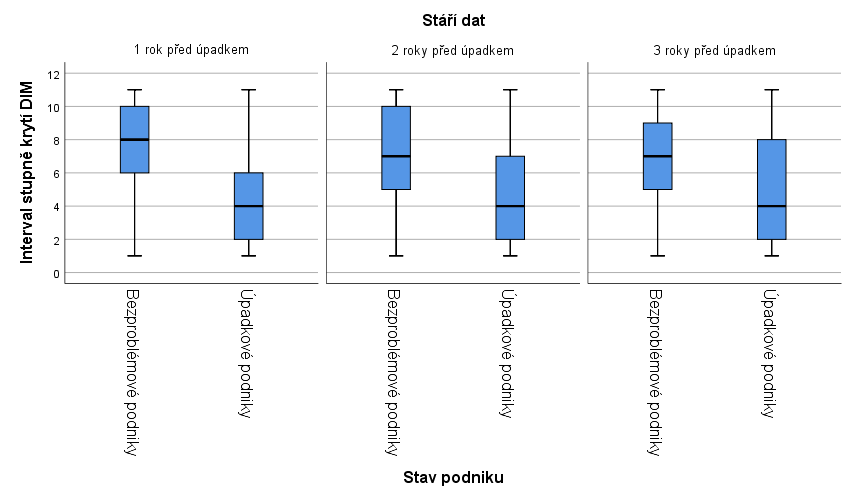 Stáří dat
1 rok před úpadkem
2 roky před úpadkem
3 roky před úpadkem
Interval stupně krytí DIM
12
10
8
6
4
2
0
Bezproblémové podniky
Úpadkové podniky
Bezproblémové podniky
Úpadkové podniky
Bezproblémové podniky
Úpadkové podniky
Stav podniku